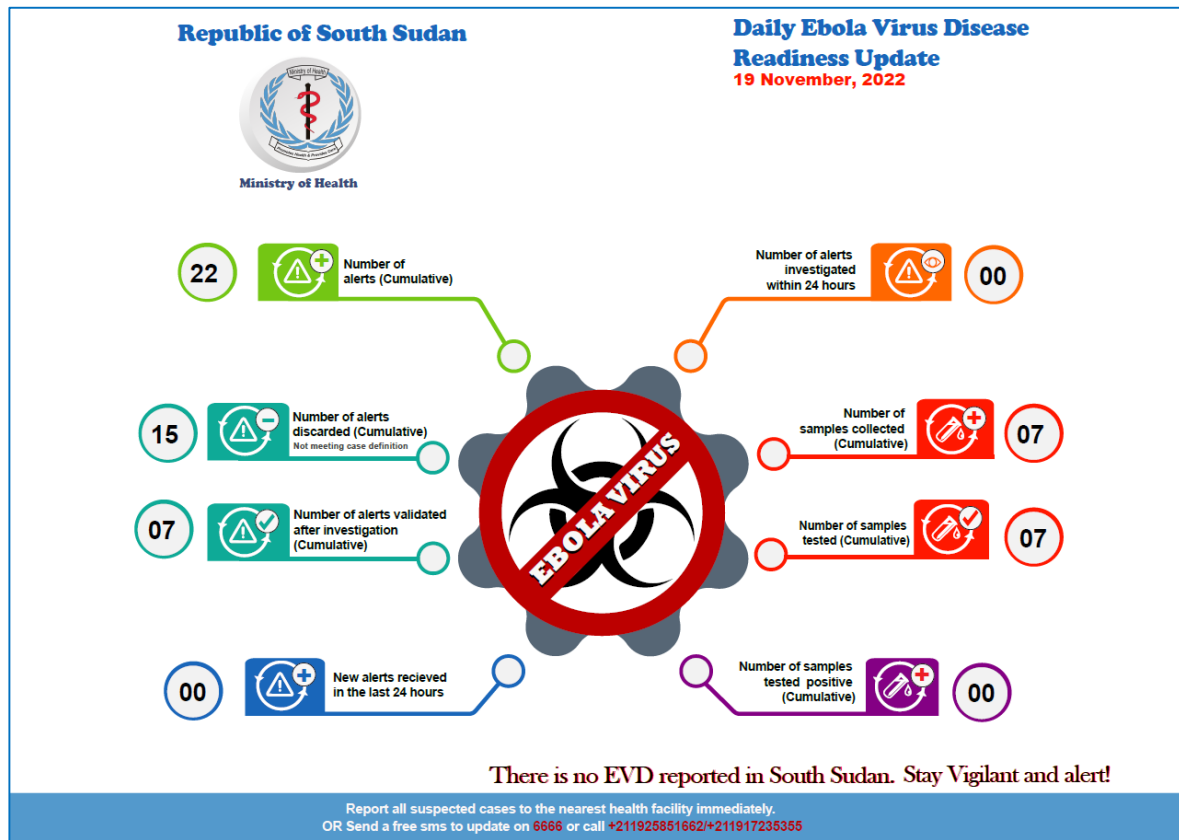 Republic of South Sudan
Ministry of Health
Ministry of Health
Daily Ebola Virus Disease
Readiness Update
19 November, 2022
22
Number of
alerts (Cumulative)
Number of alerts
investigated
within 24 hours
00
15
Number of alerts
discarded (Cumulative)
Not meeting case definition
Number of
samples collected
(Cumulative)
07
07
Number of alerts validated
after investigation
(Cumulative)
Number of samples
tested (Cumulative)
07
EBOLA VIRUS
00
New alerts recieved
in the last 24 hours
Number of samples
tested positive
(Cumulative)
00
There is no EVD reported in South Sudan. Stay Vigilant and alert!
Report all suspected cases to the nearest health facility immediately.
OR Send a free sms to update on 6666 or call +211925851662/+211917235355